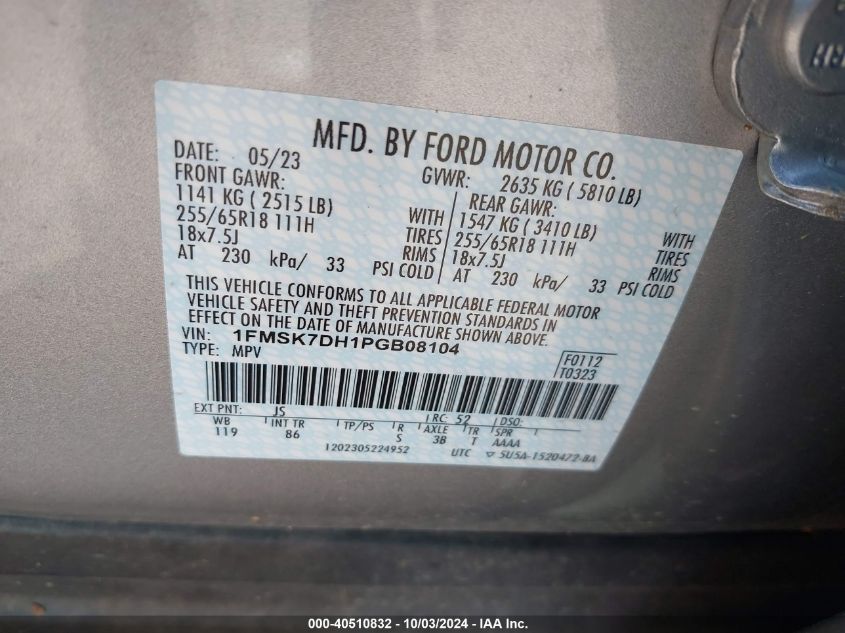 MFD. BY FORD MOTOR CO.
DATE: 05/23 GVWR: 2635 KG ( 5810 LB)
FRONT GAWR: REAR GAWR:
1141 KG ( 2515 LB) WITH 1547 KG ( 3410 LB) WITH
255/65R18 111H TIRES 255/65R18 111H TIRES
18x7.5J RIMS 18x7.5J RIMS
AT 230 kPa/ 33 PSI COLD AT 230 kPa/ 33 PSI COLD
THIS VEHICLE CONFORMS TO ALL APPLICABLE FEDERAL MOTOR
VEHICLE SAFETY AND THEFT PREVENTION STANDARDS IN
EFFECT ON THE DATE OF MANUFACTURE SHOWN ABOVE.
VIN: 1FMSK7DH1PGB08104
TYPE: MPV
F0112
T0323
EXT PNT: JS RC: 52 DSO:
WB INT TR TP/PS R AXLE TR SPR
119 86 S 3B T AAAA
1202305224952 UTC ▽ 5U5A-1520472-BA
RH
000-40510832 - 10/03/2024 - IAA Inc.